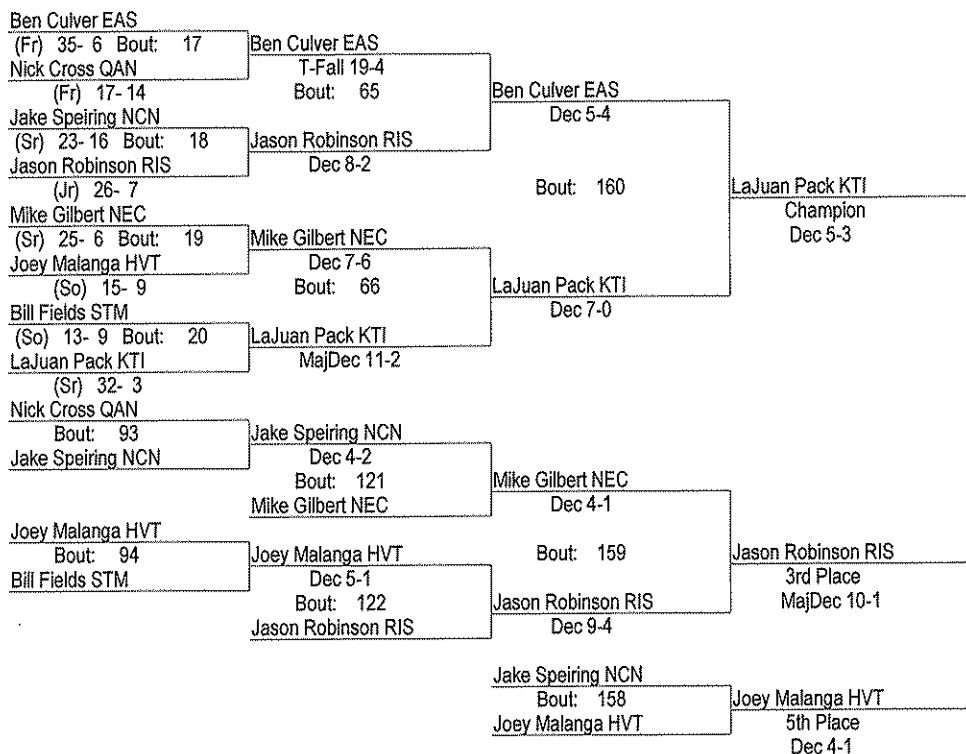 Ben Culver EAS
(Fr) 35- 6 Bout: 17
Nick Cross QAN
(Fr) 17- 14
Jake Speiring NCN
(Sr) 23- 16 Bout: 18
Jason Robinson RIS
(Jr) 26- 7
Mike Gilbert NEC
(Sr) 25- 6 Bout: 19
Joey Malanga HVT
(So) 15- 9
Bill Fields STM
(So) 13- 9 Bout: 20
LaJuan Pack KTI
(Sr) 32- 3
Ben Culver EAS
T-Fall 19-4
Bout: 65
Jason Robinson RIS
Dec 8-2
Mike Gilbert NEC
Dec 7-6
Bout: 66
LaJuan Pack KTI
MajDec 11-2
Ben Culver EAS
Dec 5-4
Bout: 160
LaJuan Pack KTI
Dec 7-0
LaJuan Pack KTI
Champion
Dec 5-3
Nick Cross QAN
Bout: 93
Jake Speiring NCN
Joey Malanga HVT
Bout: 94
Bill Fields STM
Jake Speiring NCN
Dec 4-2
Bout: 121
Mike Gilbert NEC
Joey Malanga HVT
Dec 5-1
Bout: 122
Jason Robinson RIS
Mike Gilbert NEC
Dec 4-1
Bout: 159
Jason Robinson RIS
Dec 9-4
Jason Robinson RIS
3rd Place
MajDec 10-1
Jake Speiring NCN
Bout: 158
Joey Malanga HVT
Joey Malanga HVT
5th Place
Dec 4-1